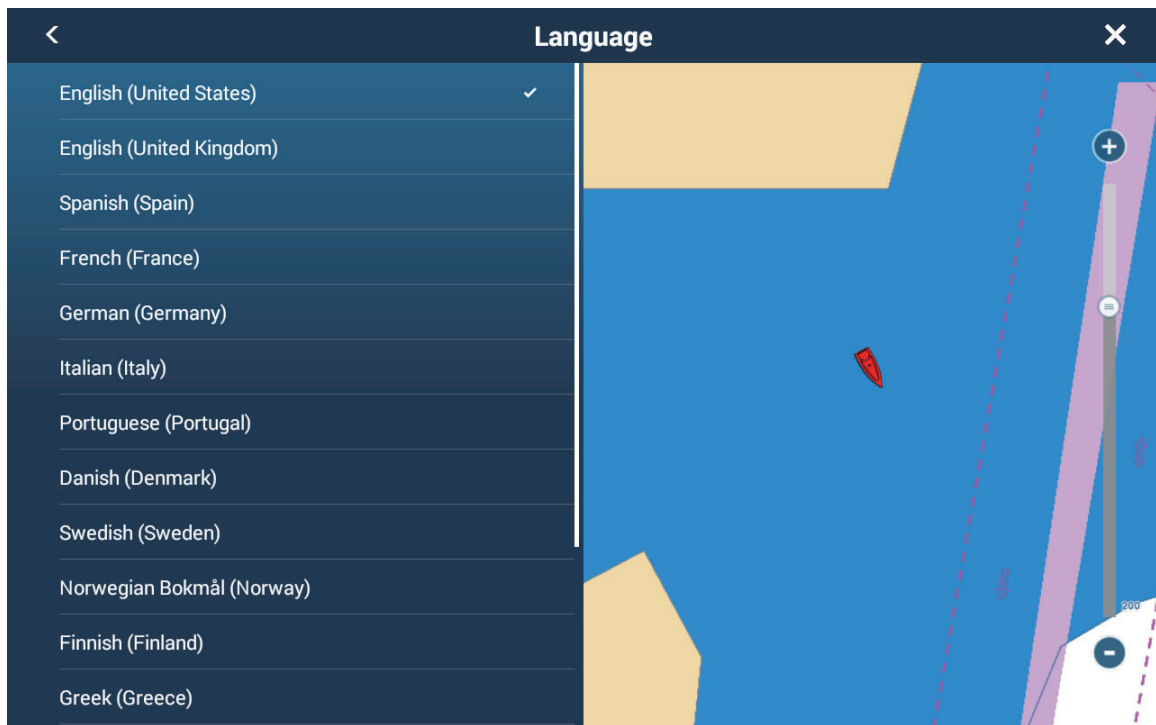 Language
English (United States)
English (United Kingdom)
Spanish (Spain)
French (France)
German (Germany)
Italian (Italy)
Portuguese (Portugal)
Danish (Denmark)
Swedish (Sweden)
Norwegian Bokmål (Norway)
Finnish (Finland)
Greek (Greece)
200